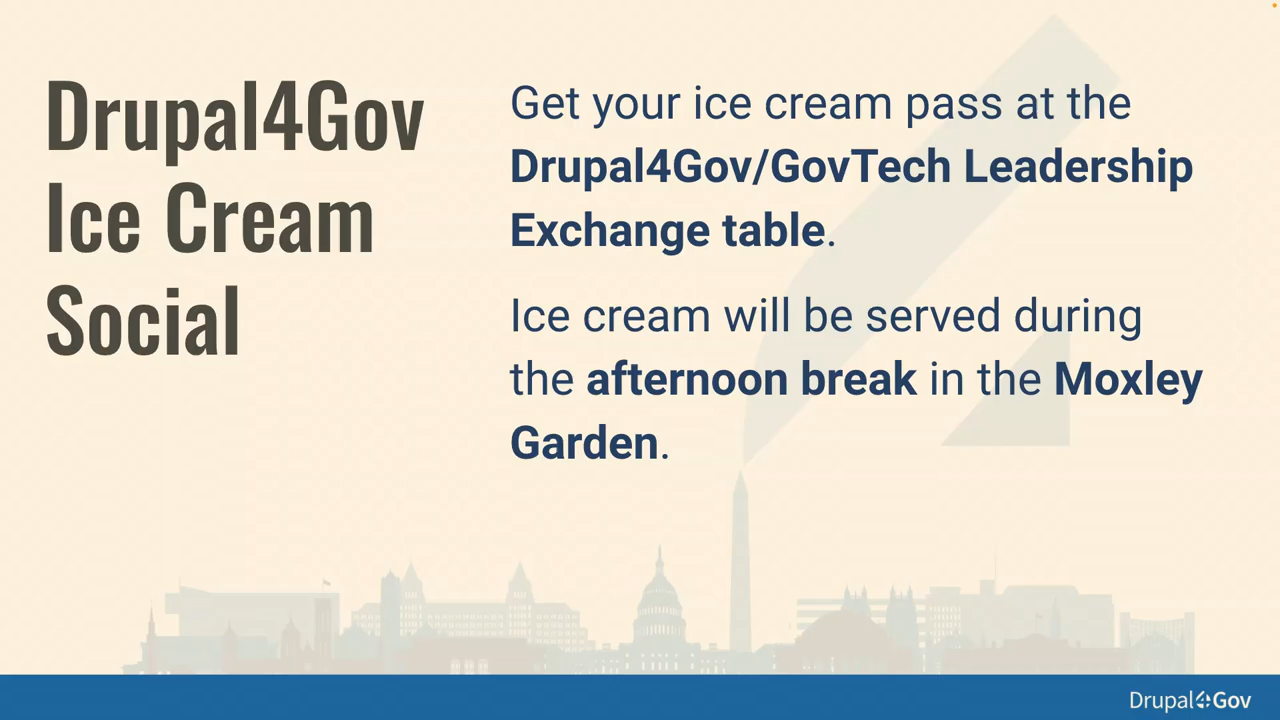 Drupal4Gov
Ice Cream
Social
Get your ice cream pass at the
Drupal4Gov/GovTech Leadership
Exchange table.
Ice cream will be served during
the afternoon break in the Moxley
Garden.
Drupal4Gov